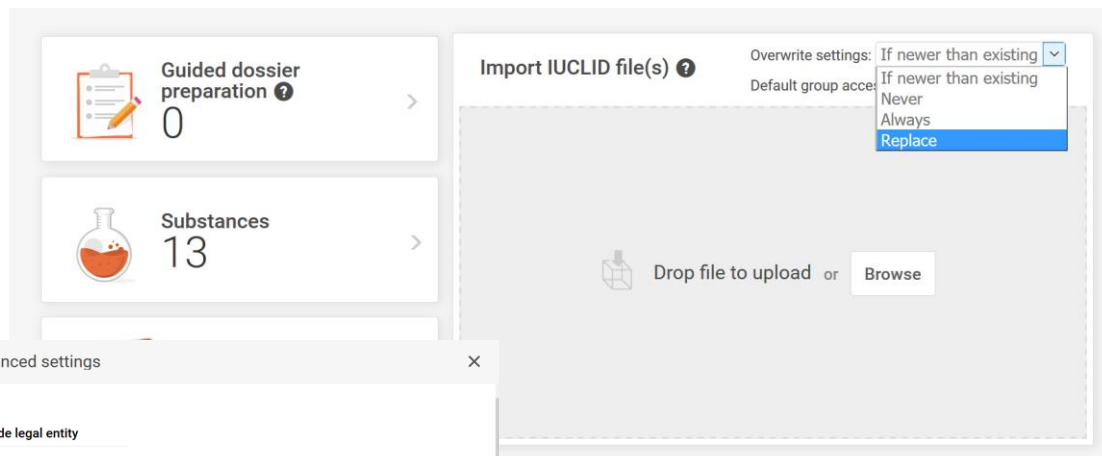 Guided dossier
preparation ?
0
Substances
13
Import IUCLID file(s) ?
Overwrite settings: If newer than existing
Default group acce
If newer than existing
Never
Always
Replace
Drop file to upload or Browse
nced settings
de legal entity